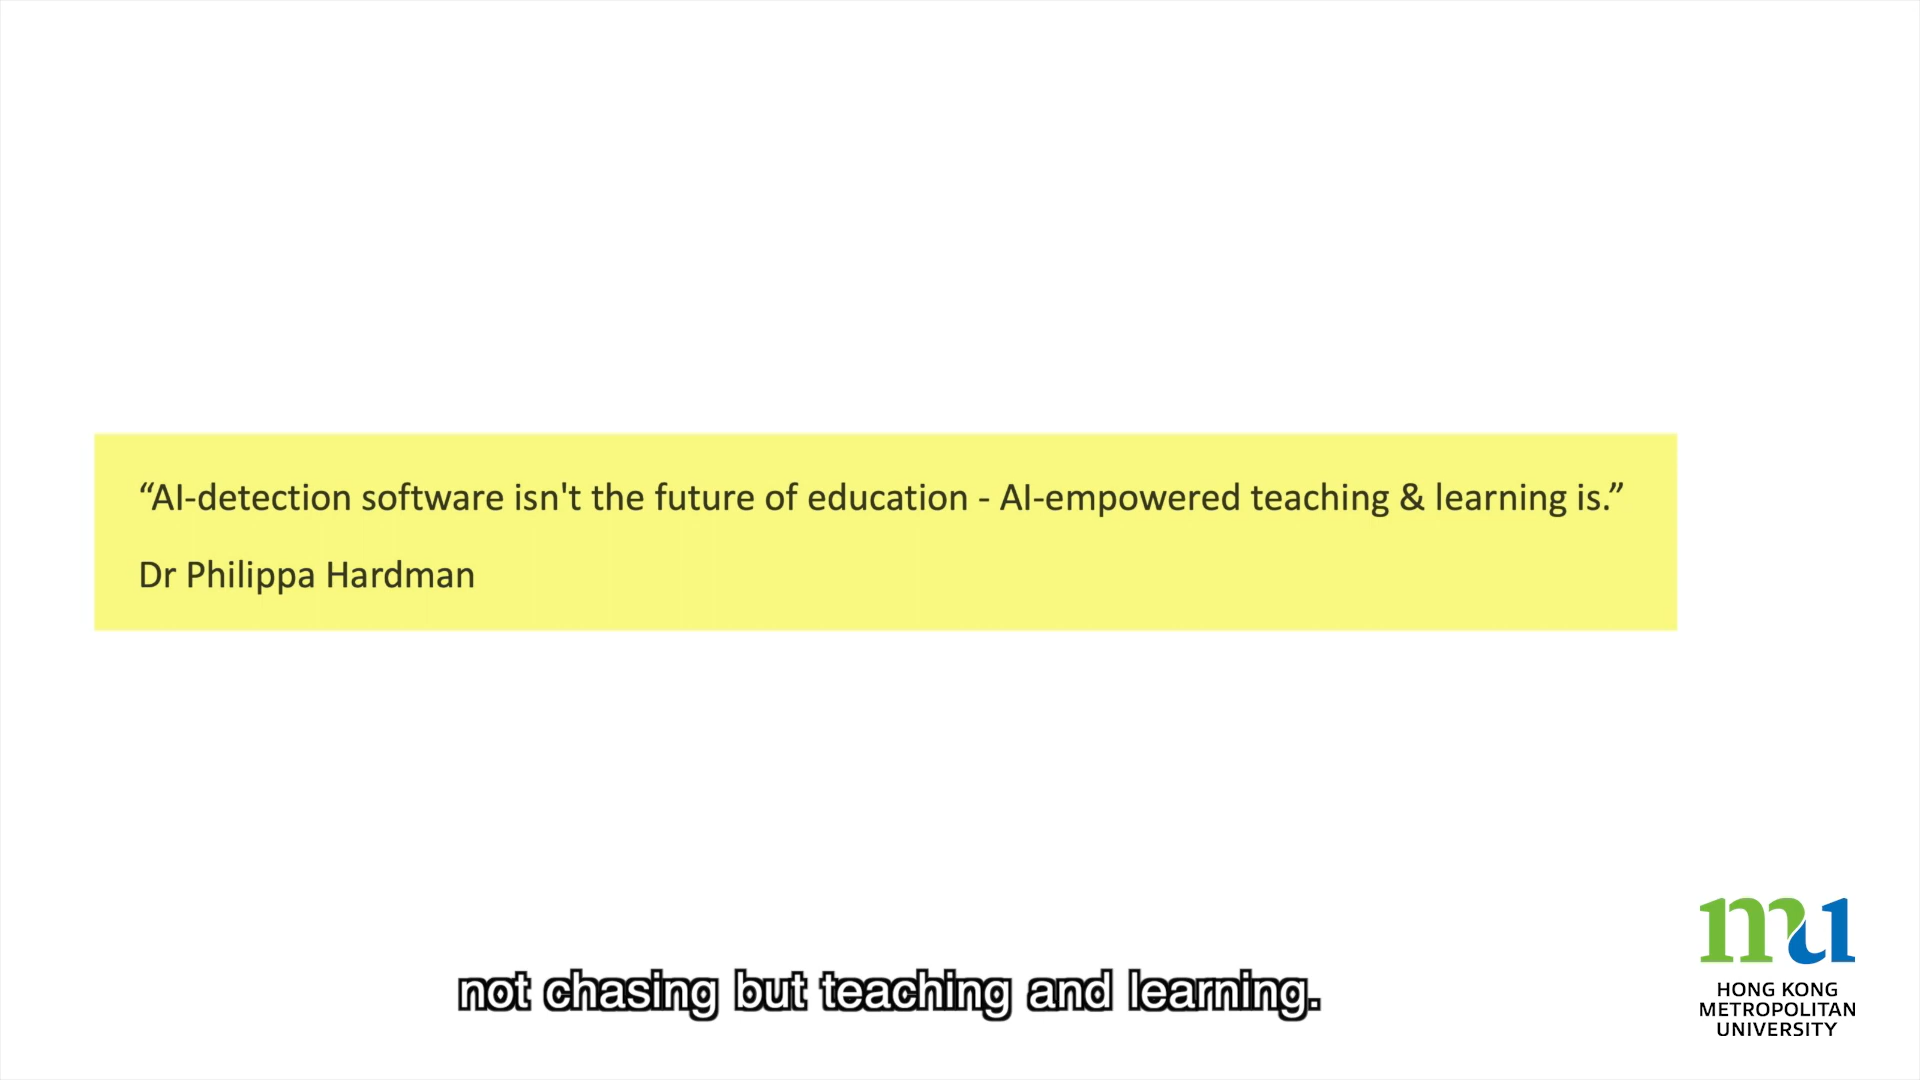 “AI-detection software isn't the future of education - AI-empowered teaching & learning is.”
Dr Philippa Hardman
not chasing but teaching and learning.
mu
HONG KONG
METROPOLITAN
UNIVERSITY